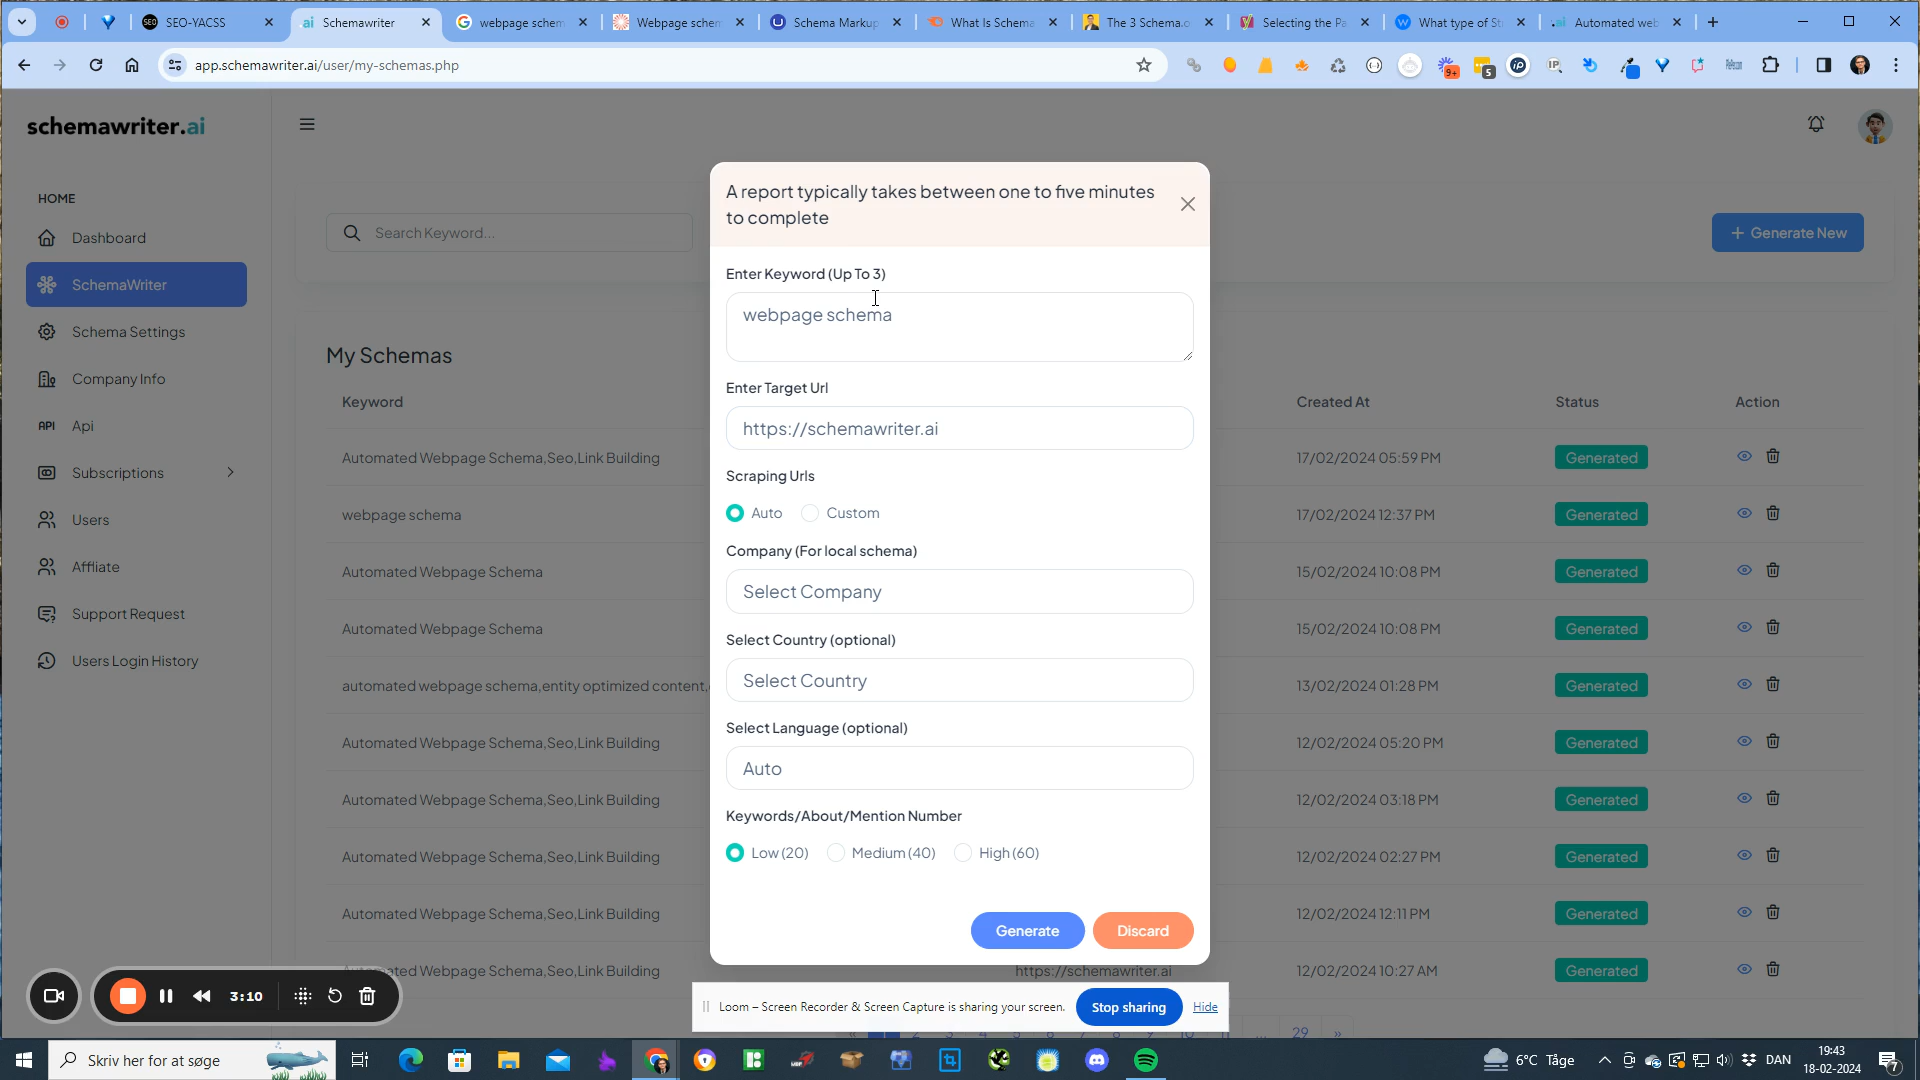 SEO-YACSS
Schemawriter
webpage schem
Webpage schem
Schema Markup
What Is Schema
The 3 Schema.o
Selecting the Pa
What type of St
Automated web
app.schemawriter.ai/user/my-schemas.php
9+
5
schemawriter.ai
HOME
Dashboard
SchemaWriter
Schema Settings
Company Info
API Api
Subscriptions
Users
Affliate
Support Request
Users Login History
Search Keyword...
+ Generate New
My Schemas
Keyword
Created At
Status
Action
Automated Webpage Schema,Seo,Link Building
17/02/2024 05:59 PM
Generated
webpage schema
17/02/2024 12:37 PM
Generated
Automated Webpage Schema
15/02/2024 10:08 PM
Generated
Automated Webpage Schema
15/02/2024 10:08 PM
Generated
automated webpage schema,entity optimized content,
13/02/2024 01:28 PM
Generated
Automated Webpage Schema,Seo,Link Building
12/02/2024 05:20 PM
Generated
Automated Webpage Schema,Seo,Link Building
12/02/2024 03:18 PM
Generated
Automated Webpage Schema,Seo,Link Building
12/02/2024 02:27 PM
Generated
Automated Webpage Schema,Seo,Link Building
12/02/2024 12:11 PM
Generated
Automated Webpage Schema,Seo,Link Building
https://schemawriter.ai
12/02/2024 10:27 AM
Generated
29 »
A report typically takes between one to five minutes
to complete
Enter Keyword (Up To 3)
webpage schema
Enter Target Url
https://schemawriter.ai
Scraping Urls
Auto
Custom
Company (For local schema)
Select Company
Select Country (optional)
Select Country
Select Language (optional)
Auto
Keywords/About/Mention Number
Low (20)
Medium (40)
High (60)
Generate
Discard
3:10
Loom – Screen Recorder & Screen Capture is sharing your screen.
Stop sharing
Hide
Skriv her for at søge
6°C Tåge
DAN
19:43
18-02-2024
7